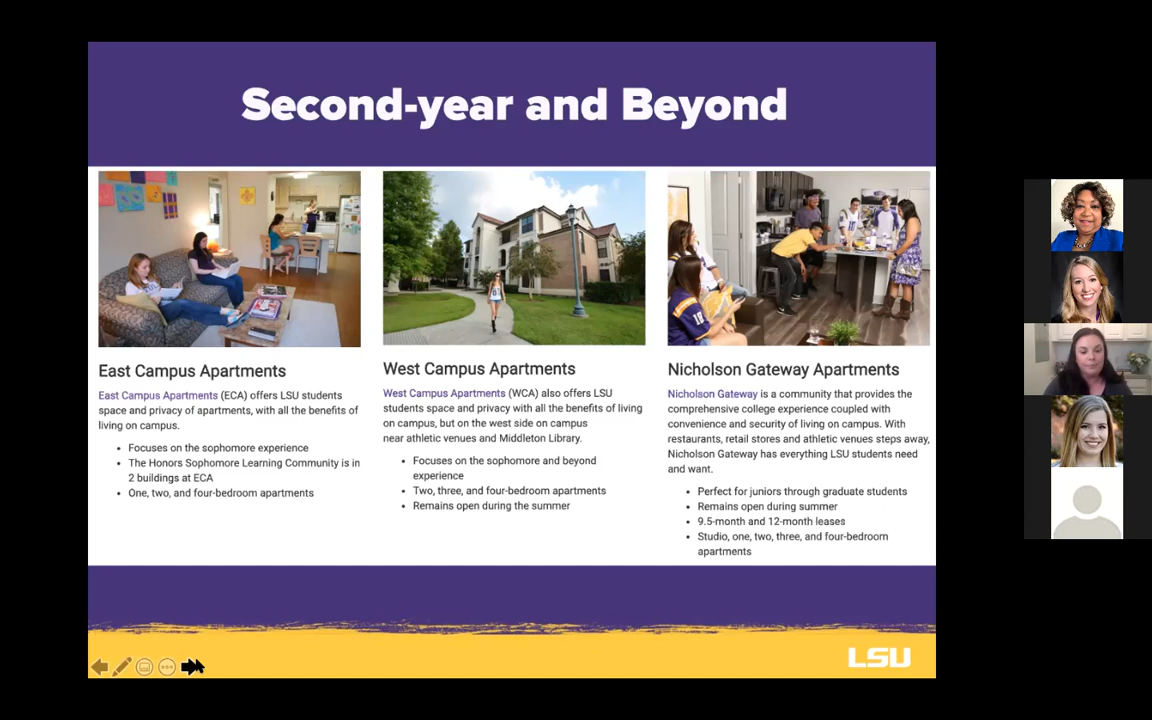 Second-year and Beyond
East Campus Apartments
East Campus Apartments (ECA) offers LSU students
space and privacy of apartments, with all the benefits of
living on campus.
• Focuses on the sophomore experience
• The Honors Sophomore Learning Community is in
2 buildings at ECA
• One, two, and four-bedroom apartments
West Campus Apartments
West Campus Apartments (WCA) also offers LSU
students space and privacy with all the benefits of living
on campus, but on the west side on campus
near athletic venues and Middleton Library.
• Focuses on the sophomore and beyond
experience
• Two, three, and four-bedroom apartments
• Remains open during the summer
Nicholson Gateway Apartments
Nicholson Gateway is a community that provides the
comprehensive college experience coupled with
convenience and security of living on campus. With
restaurants, retail stores and athletic venues steps away,
Nicholson Gateway has everything LSU students need
and want.
• Perfect for juniors through graduate students
• Remains open during summer
• 9.5-month and 12-month leases
• Studio, one, two, three, and four-bedroom
apartments
LSU